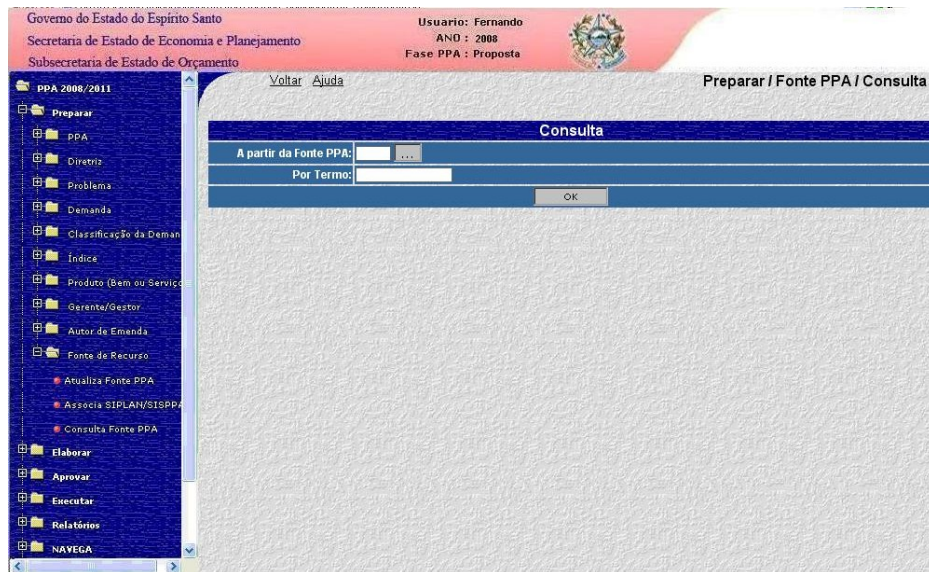 Governo do Estado do Espírito Santo
Secretaria de Estado de Economia e Planejamento
Subsecretaria de Estado de Orçamento
Usuario: Fernando
ANO : 2008
Fase PPA : Proposta
Voltar Ajuda
Preparar / Fonte PPA / Consulta
PPA 2008/2011
Preparar
PPA
Diretriz
Problema
Demanda
Classificação da Deman
Índice
Produto (Bem ou Serviço
Gerente/Gestor
Autor de Emenda
Fonte de Recurso
Atualiza Fonte PPA
Associa SIPLAN/SISPPA
Consulta Fonte PPA
Elaborar
Aprovar
Executar
Relatórios
NAVEGA
Consulta
A partir da Fonte PPA: ...
Por Termo:
OK